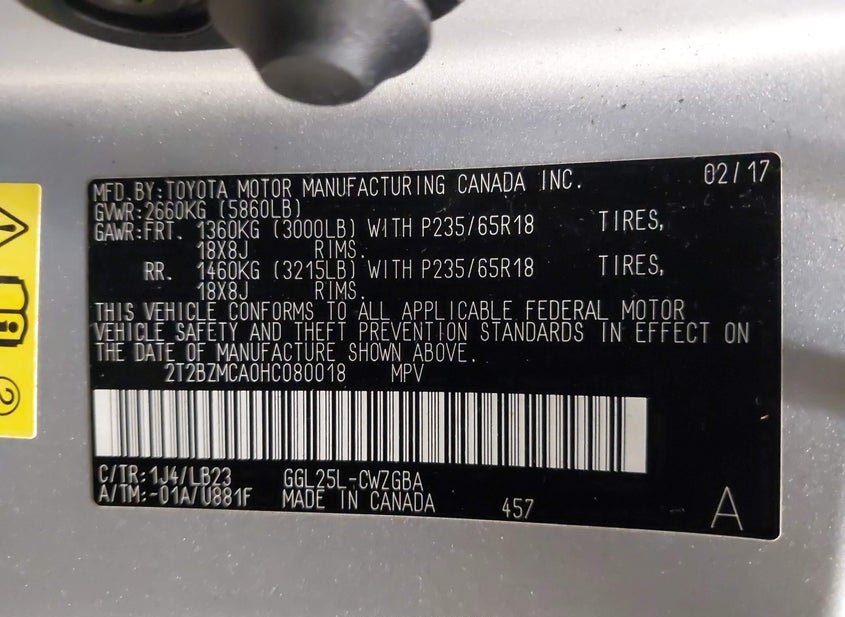 MFD.BY:TOYOTA MOTOR MANUFACTURING CANADA INC. 02/17
GVWR:2660KG (5860LB)
GAWR:FRT. 1360KG (3000LB) WITH P235/65R18 TIRES,
18X8J RIMS.
RR. 1460KG (3215LB) WITH P235/65R18 TIRES,
18X8J RIMS.
THIS VEHICLE CONFORMS TO ALL APPLICABLE FEDERAL MOTOR
VEHICLE SAFETY AND THEFT PREVENTION STANDARDS IN EFFECT ON
THE DATE OF MANUFACTURE SHOWN ABOVE.
2T2BZMCA0HC080018 MPV
C/TR:1J4/LB23 GGL25L-CWZGBA
A/TM:-01A/U881F MADE IN CANADA 457 A
2